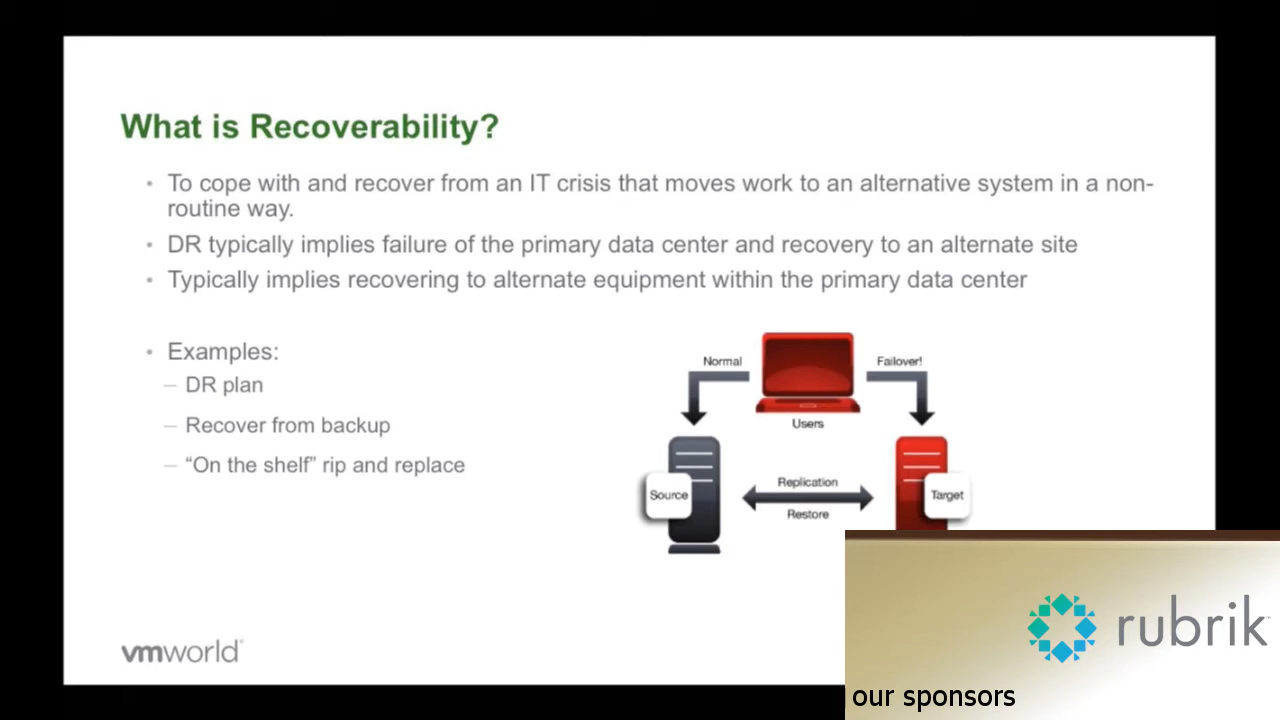 What is Recoverability?
• To cope with and recover from an IT crisis that moves work to an alternative system in a non-
routine way.
• DR typically implies failure of the primary data center and recovery to an alternate site
• Typically implies recovering to alternate equipment within the primary data center
• Examples:
– DR plan
– Recover from backup
– “On the shelf” rip and replace
Normal
Failover!
Users
Source
Replication
Restore
Target
vmworld
rubrik
our sponsors